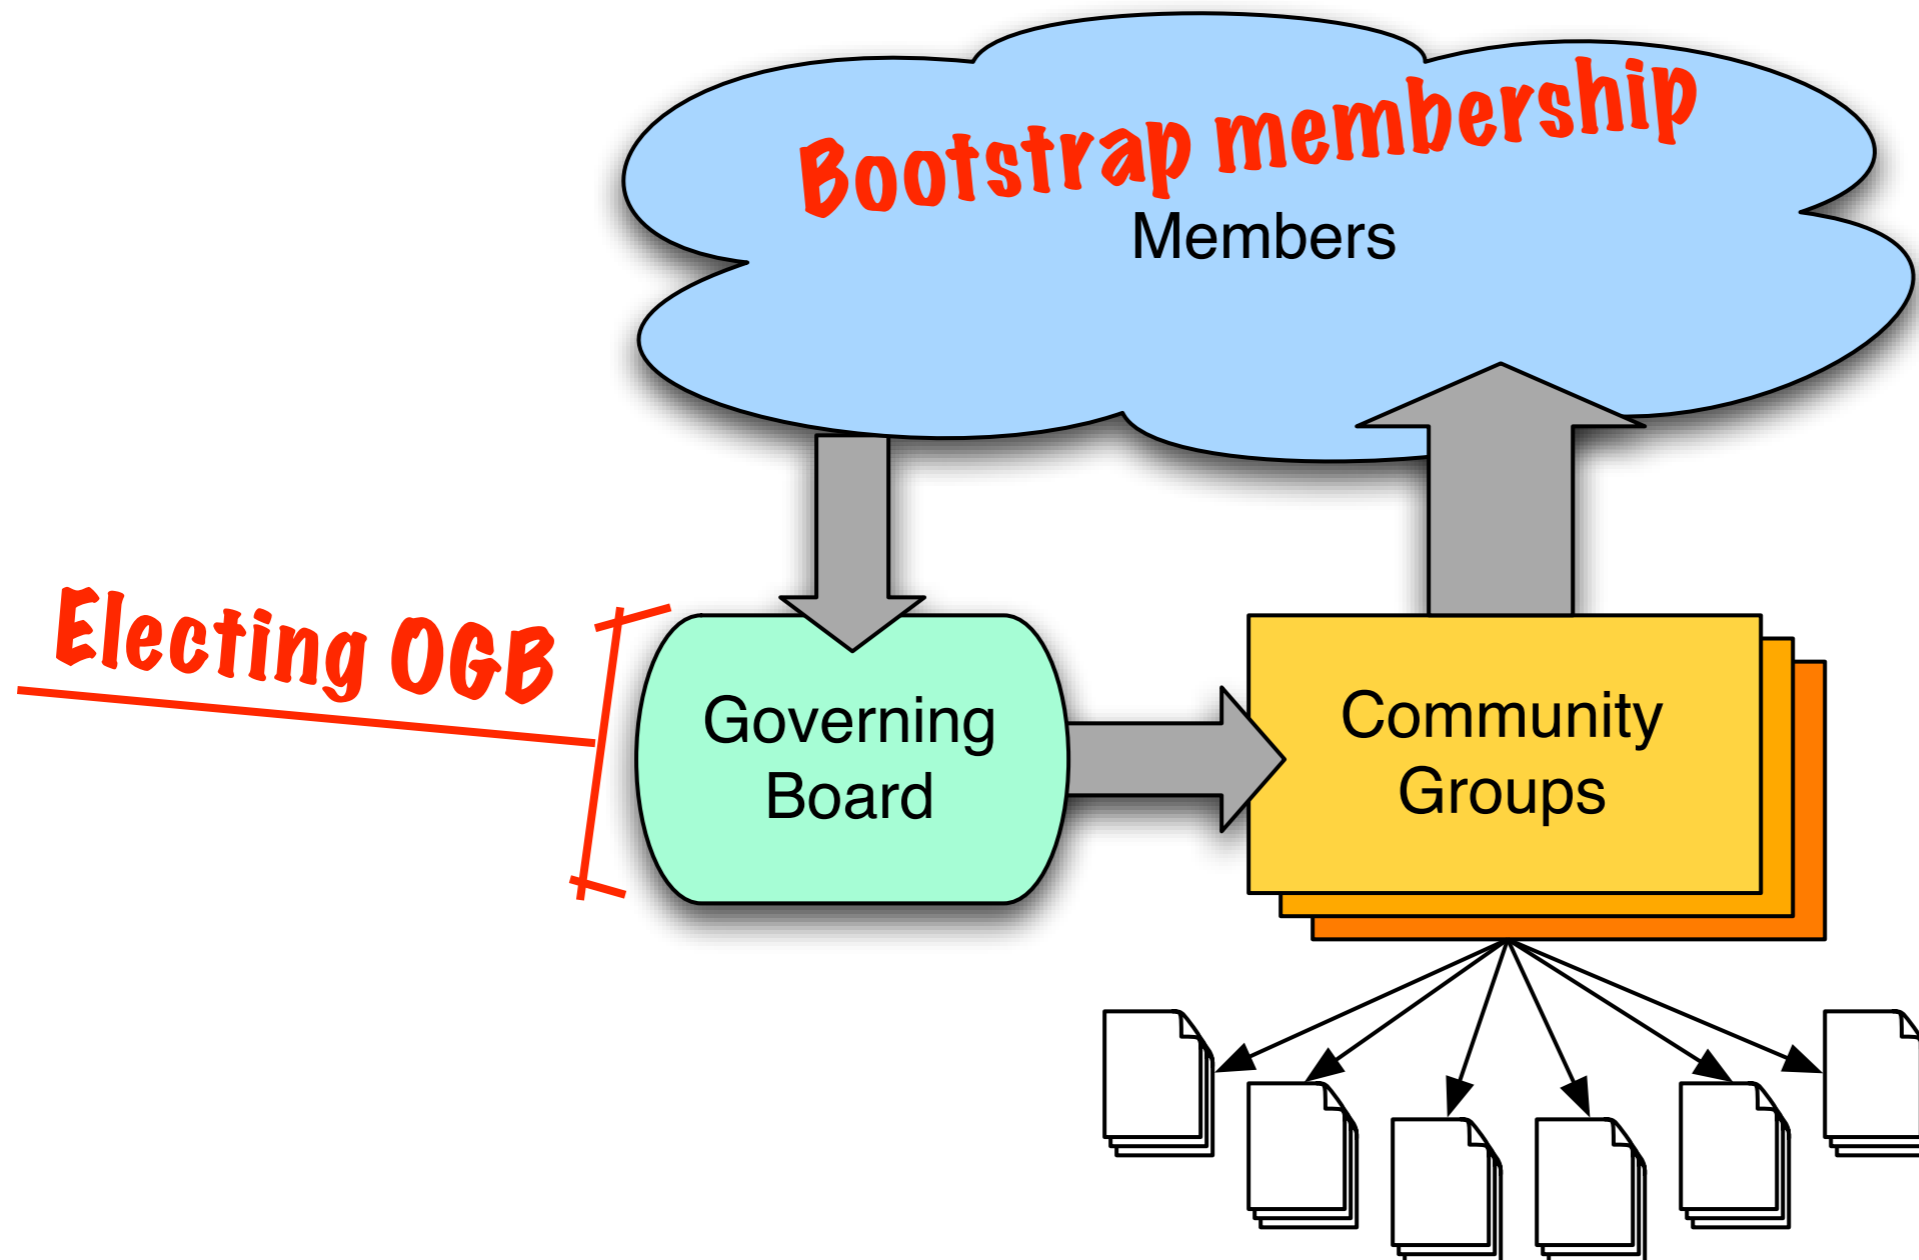 Bootstrap membership
Members
Electing OGB
Governing
Board
Community
Groups